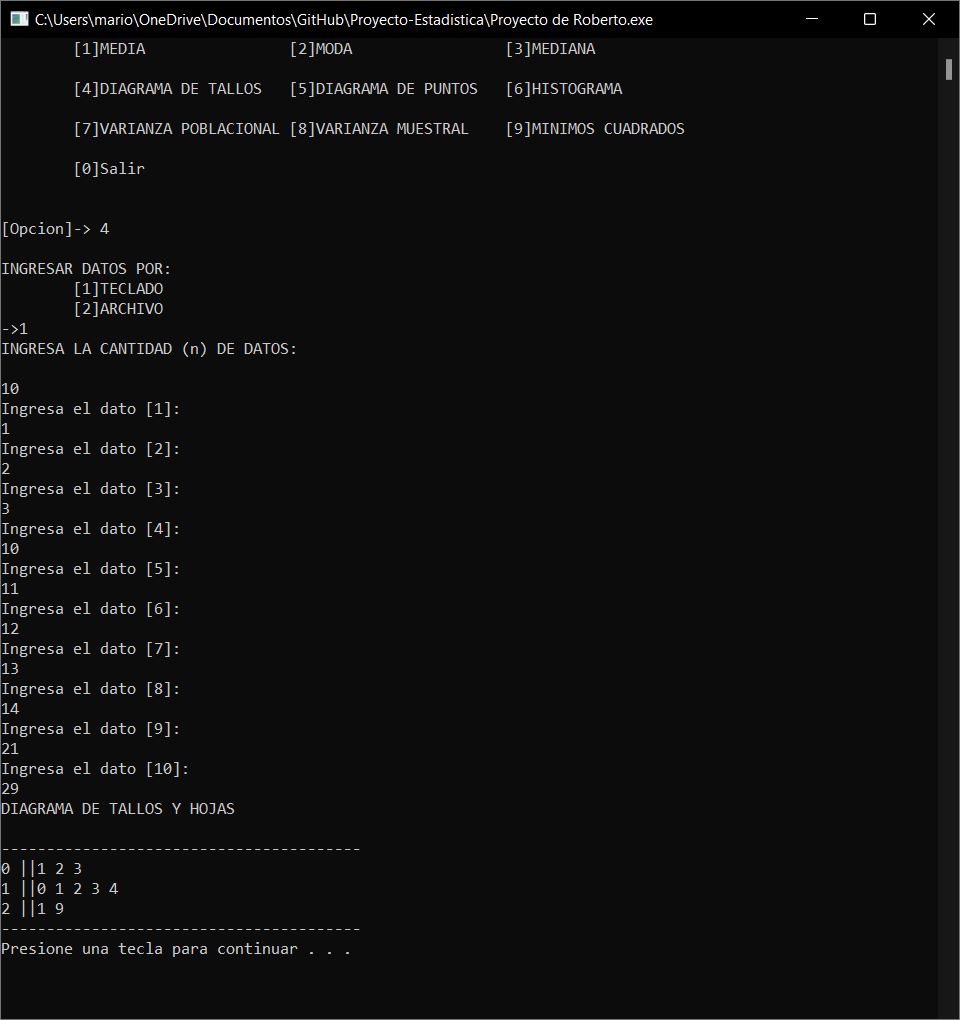 C:\Users\mario\OneDrive\Documentos\GitHub\Proyecto-Estadistica\Proyecto de Roberto.exe
[1]MEDIA [2]MODA [3]MEDIANA
[4]DIAGRAMA DE TALLOS [5]DIAGRAMA DE PUNTOS [6]HISTOGRAMA
[7]VARIANZA POBLACIONAL [8]VARIANZA MUESTRAL [9]MINIMOS CUADRADOS
[0]Salir
[Opcion]-> 4
INGRESAR DATOS POR:
[1]TECLADO
[2]ARCHIVO
->1
INGRESA LA CANTIDAD (n) DE DATOS:
10
Ingresa el dato [1]:
1
Ingresa el dato [2]:
2
Ingresa el dato [3]:
3
Ingresa el dato [4]:
10
Ingresa el dato [5]:
11
Ingresa el dato [6]:
12
Ingresa el dato [7]:
13
Ingresa el dato [8]:
14
Ingresa el dato [9]:
21
Ingresa el dato [10]:
29
DIAGRAMA DE TALLOS Y HOJAS
----------------------------------------
0 ||1 2 3
1 ||0 1 2 3 4
2 ||1 9
----------------------------------------
Presione una tecla para continuar . . .